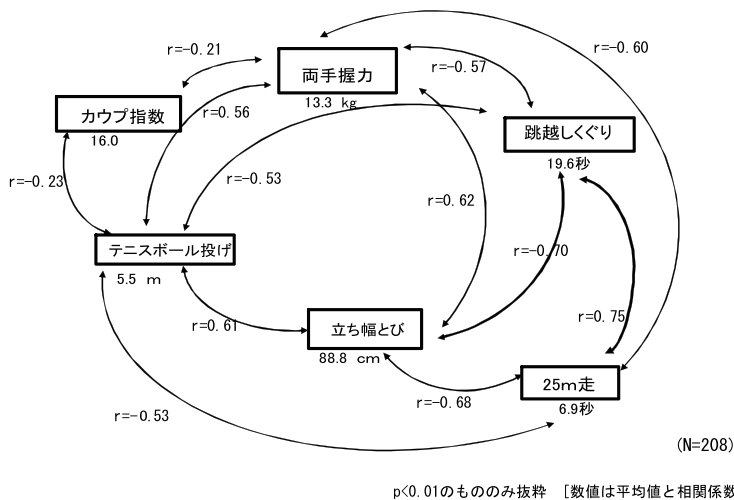 r=-0.60
r=-0.21
両手握力
r=-0.57
13.3 kg
カウプ指数
16.0
r=0.56
跳越しくぐり
19.6秒
r=-0.23
r=-0.53
r=0.62
テニスボール投げ
5.5 m
r=-0.70
r=0.61
立ち幅とび
88.8 cm
r=0.75
25m走
6.9秒
r=-0.68
r=-0.53
(N=208)
p<0.01のもののみ抜粋 [数値は平均値と相関係数